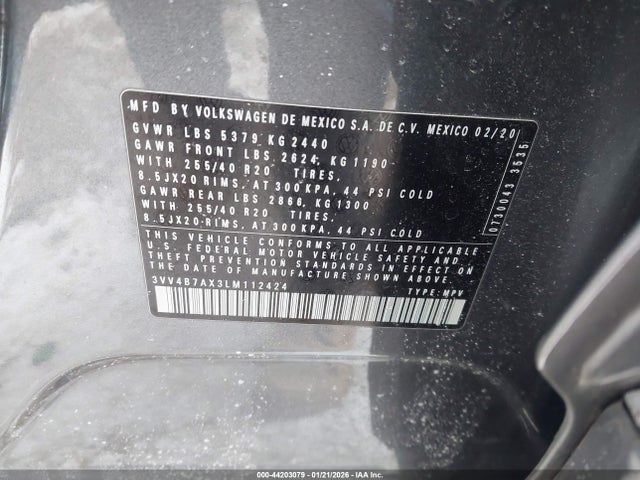 MFD BY VOLKSWAGEN DE MEXICO S.A. DE C.V. MEXICO 02/20
GVWR LBS 5379 KG 2440
GAWR FRONT LBS 2624, KG 1190
WITH 255/40 R20 TIRES,
8.5JX20 RIMS, AT 300 KPA, 44 PSI COLD
GAWR REAR LBS 2866, KG 1300
WITH 255/40 R20 TIRES,
8.5JX20 RIMS, AT 300 KPA, 44 PSI COLD
THIS VEHICLE CONFORMS TO ALL APPLICABLE
U.S. FEDERAL MOTOR VEHICLE SAFETY AND
THEFT PREVENTION STANDARDS IN EFFECT ON
THE DATE OF MANUFACTURE SHOWN ABOVE.
3VV4B7AX3LM112424 TYPE: MPV
0730043 3535
000-44203079 - 01/21/2026 - IAA Inc.